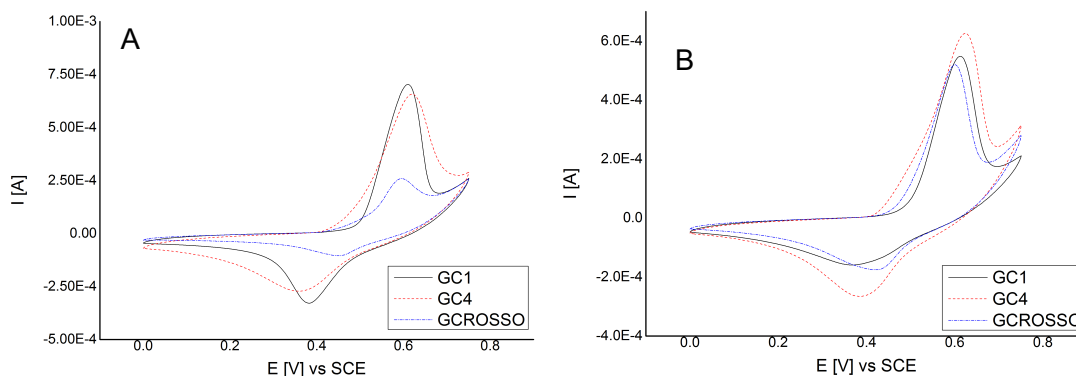 A
I [A]
1.00E-3
7.50E-4
5.00E-4
2.50E-4
0.00
-2.50E-4
-5.00E-4
0.0 0.2 0.4 0.6 0.8
E [V] vs SCE
GC1
GC4
GCROSSO
B
I [A]
6.0E-4
4.0E-4
2.0E-4
0.0
-2.0E-4
-4.0E-4
0.0 0.2 0.4 0.6 0.8
E [V] vs SCE
GC1
GC4
GCROSSO